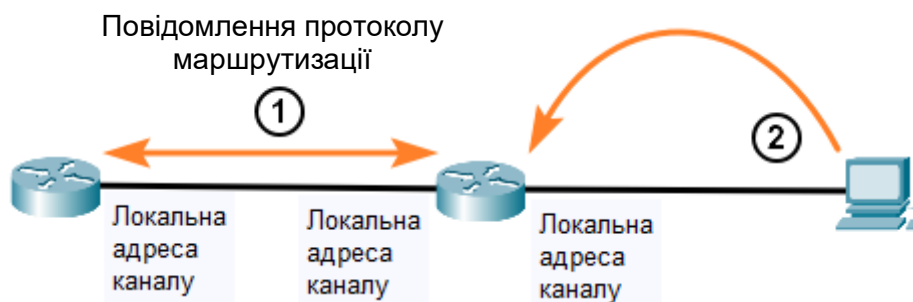 Повідомлення протоколу
маршрутизації
1
2
Локальна
адреса
каналу
Локальна
адреса
каналу
Локальна
адреса
каналу